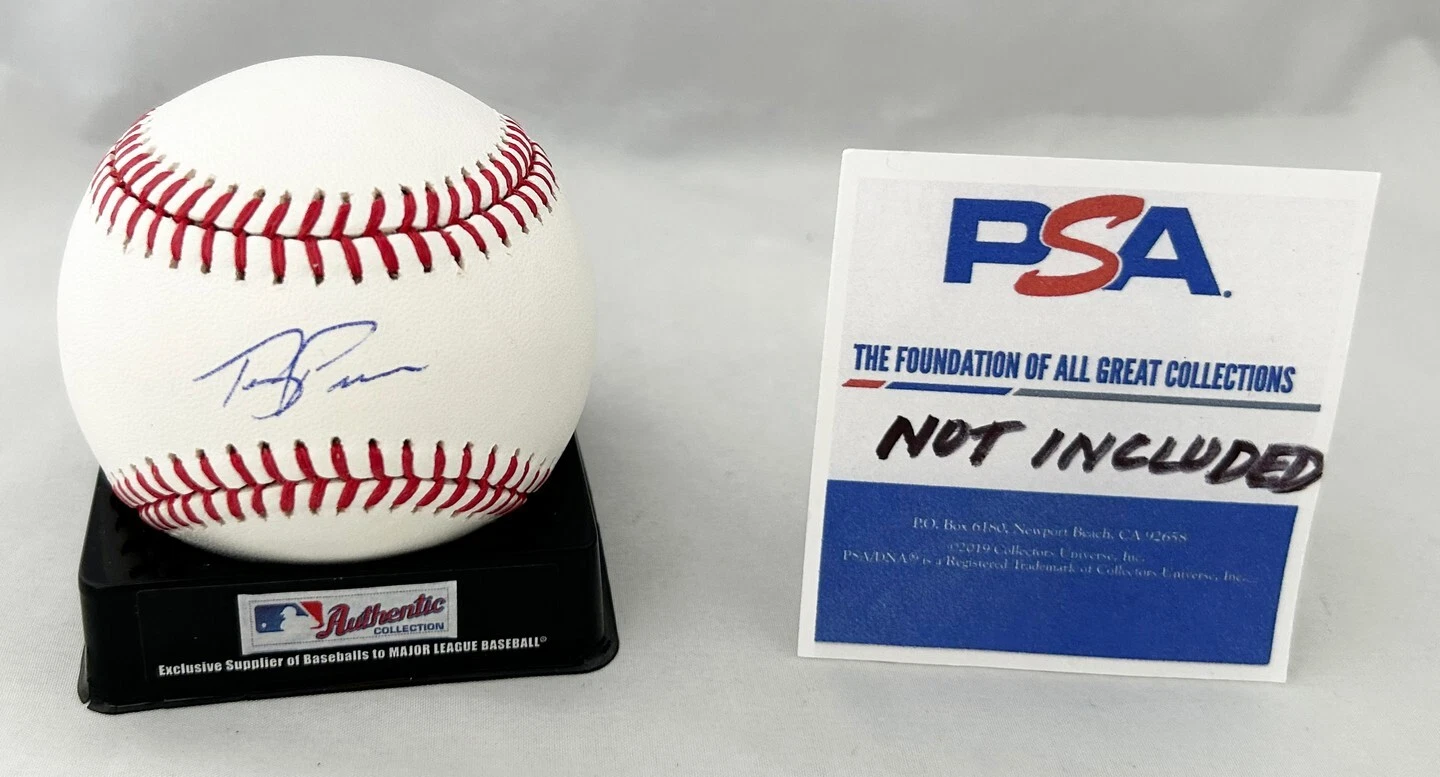 Authentic
COLLECTION
Exclusive Supplier of Baseballs to MAJOR LEAGUE BASEBALL®
PSA.
THE FOUNDATION OF ALL GREAT COLLECTIONS
NOT INCLUDED
P.O. Box 6180, Newport Beach, CA 92658
©2019 Collectors Universe, Inc.
PSA/DNA® is a Registered Trademark of Collectors Universe, Inc.